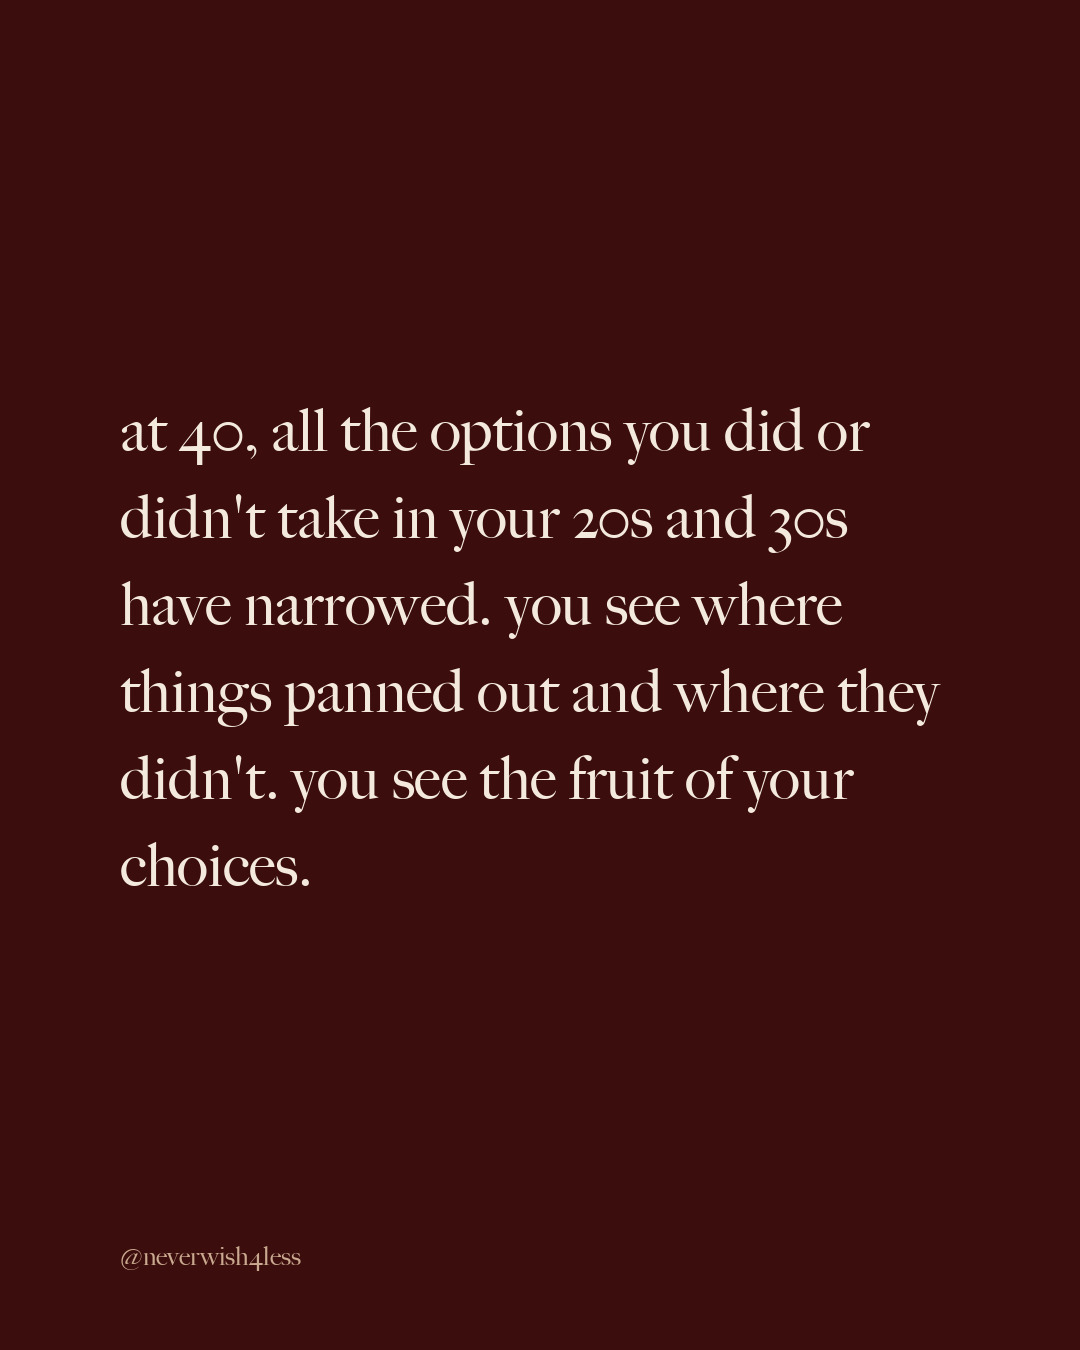 at 40, all the options you did or
didn't take in your 20s and 30s
have narrowed. you see where
things panned out and where they
didn't. you see the fruit of your
choices.
@neverwish4less